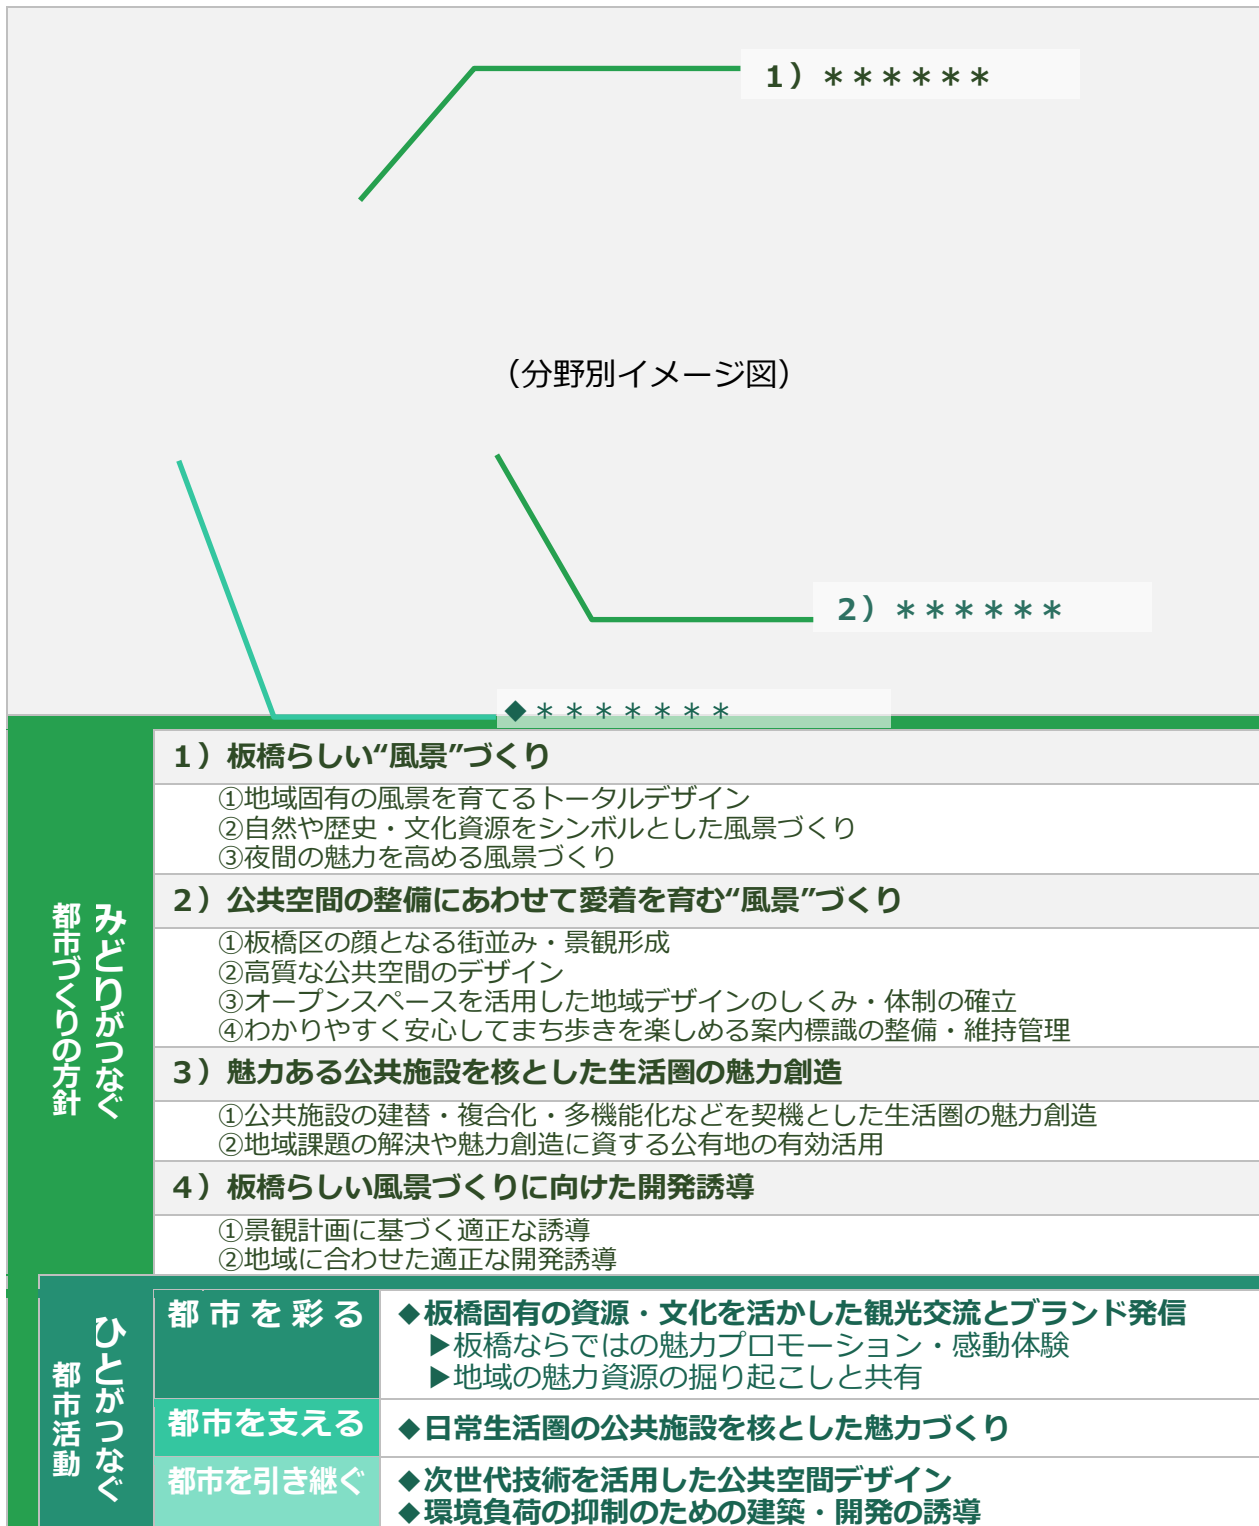 1）＊＊＊＊＊＊
（分野別イメージ図）
2）＊＊＊＊＊＊
◆＊＊＊＊＊＊＊
みどりがつなぐ
都市づくりの方針
１）板橋らしい“風景”づくり
①地域固有の風景を育てるトータルデザイン
②自然や歴史・文化資源をシンボルとした風景づくり
③夜間の魅力を高める風景づくり
２）公共空間の整備にあわせて愛着を育む“風景”づくり
①板橋区の顔となる街並み・景観形成
②高質な公共空間のデザイン
③オープンスペースを活用した地域デザインのしくみ・体制の確立
④わかりやすく安心してまち歩きを楽しめる案内標識の整備・維持管理
３）魅力ある公共施設を核とした生活圏の魅力創造
①公共施設の建替・複合化・多機能化などを契機とした生活圏の魅力創造
②地域課題の解決や魅力創造に資する公有地の有効活用
４）板橋らしい風景づくりに向けた開発誘導
①景観計画に基づく適正な誘導
②地域に合わせた適正な開発誘導
ひとがつなぐ
都市活動
都市を彩る
◆板橋固有の資源・文化を活かした観光交流とブランド発信
▶板橋ならではの魅力プロモーション・感動体験
▶地域の魅力資源の掘り起こしと共有
都市を支える
◆日常生活圏の公共施設を核とした魅力づくり
都市を引き継ぐ
◆次世代技術を活用した公共空間デザイン
◆環境負荷の抑制のための建築・開発の誘導